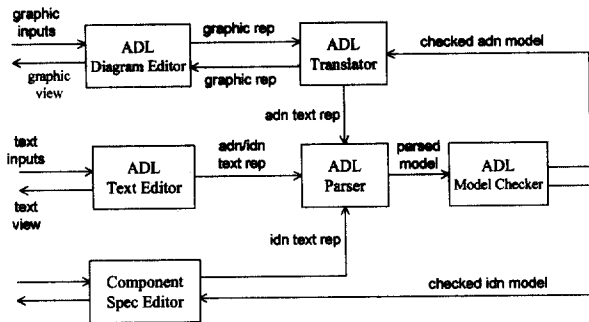 graphic
inputs
graphic
view
ADL
Diagram Editor
graphic rep
graphic rep
ADL
Translator
checked adn model
adn text rep
text
inputs
text
view
ADL
Text Editor
adn/idn
text rep
ADL
Parser
parsed
model
ADL
Model Checker
idn text rep
Component
Spec Editor
checked idn model